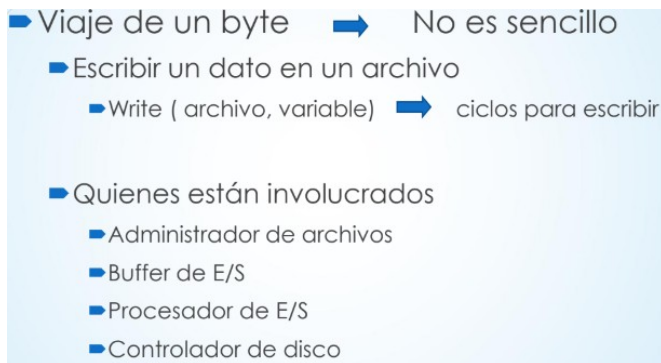 Viaje de un byte No es sencillo
Escribir un dato en un archivo
Write ( archivo, variable) ciclos para escribir
Quienes están involucrados
Administrador de archivos
Buffer de E/S
Procesador de E/S
Controlador de disco